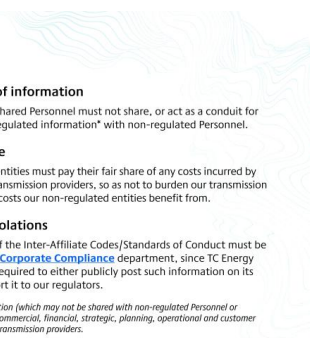 of information
hared Personnel must not share, or act as a conduit for
egulated information* with non-regulated Personnel.
e
ntities must pay their fair share of any costs incurred by
ansmission providers, so as not to burden our transmission
costs our non-regulated entities benefit from.
olations
f the Inter-Affiliate Codes/Standards of Conduct must be
Corporate Compliance department, since TC Energy
equired to either publicly post such information on its
rt it to our regulators.
tion (which may not be shared with non-regulated Personnel or
ommercial, financial, strategic, planning, operational and customer
ransmission providers.